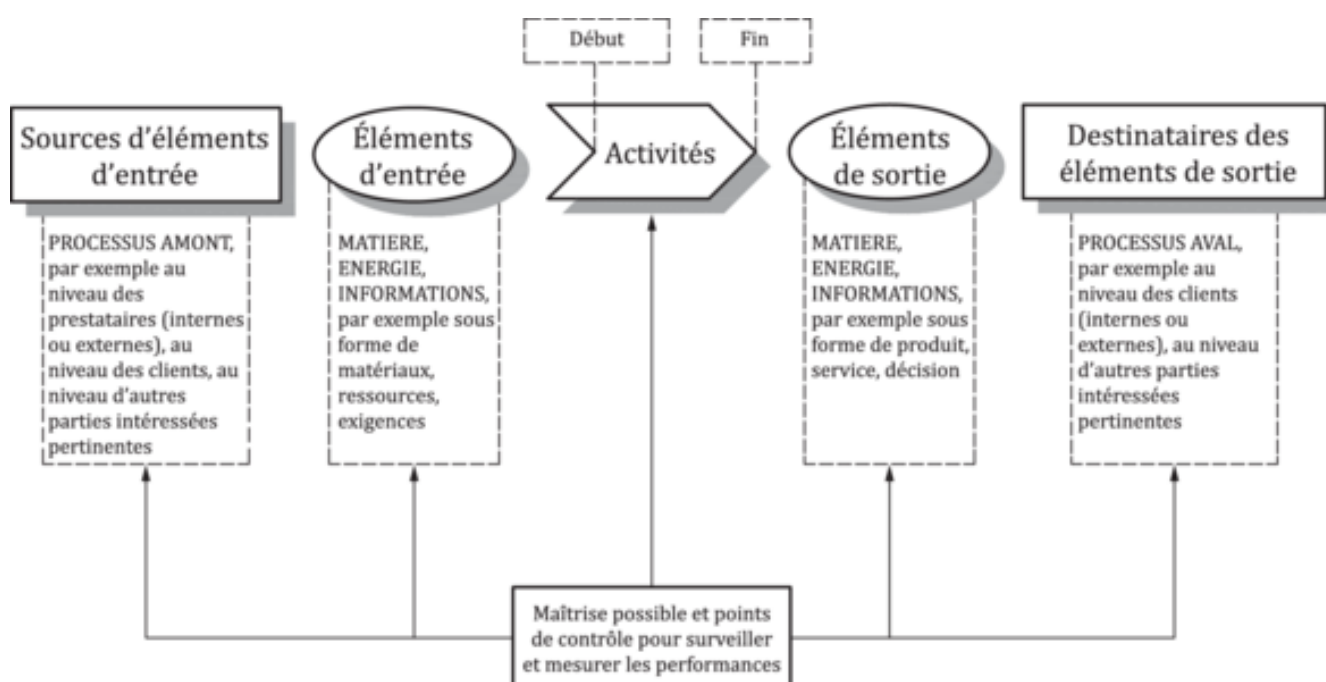 Début
Fin
Sources d'éléments
d'entrée
Éléments
d'entrée
Activités
Éléments
de sortie
Destinataires des
éléments de sortie
PROCESSUS AMONT,
par exemple au
niveau des
prestataires (internes
ou externes), au
niveau des clients, au
niveau d'autres
parties intéressées
pertinentes
MATIERE,
ENERGIE,
INFORMATIONS,
par exemple sous
forme de
matériaux,
ressources,
exigences
MATIERE,
ENERGIE,
INFORMATIONS,
par exemple sous
forme de produit,
service, décision
PROCESSUS AVAL,
par exemple au
niveau des clients
(internes ou
externes), au niveau
d'autres parties
intéressées
pertinentes
Maîtrise possible et points
de contrôle pour surveiller
et mesurer les performances